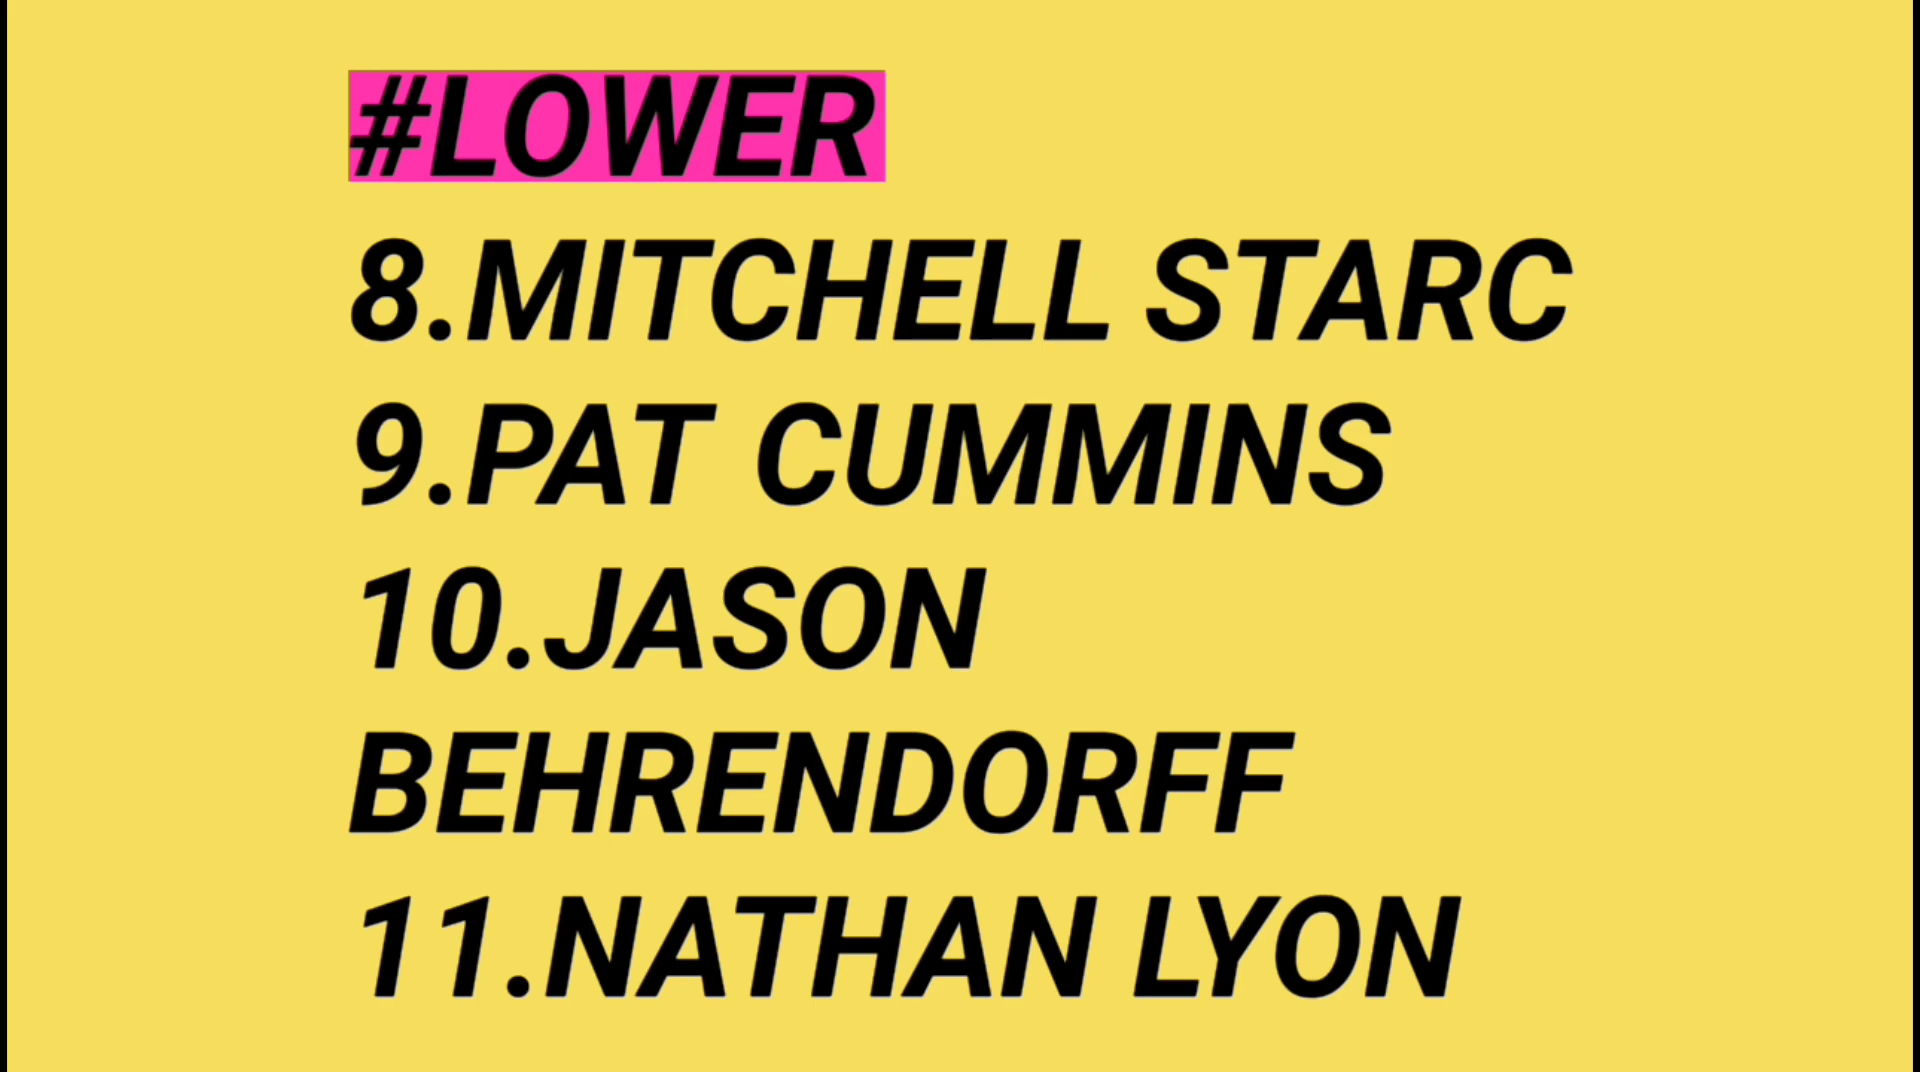 #LOWER
8.MITCHELL STARC
9.PAT CUMMINS
10.JASON
BEHRENDORFF
11.NATHAN LYON